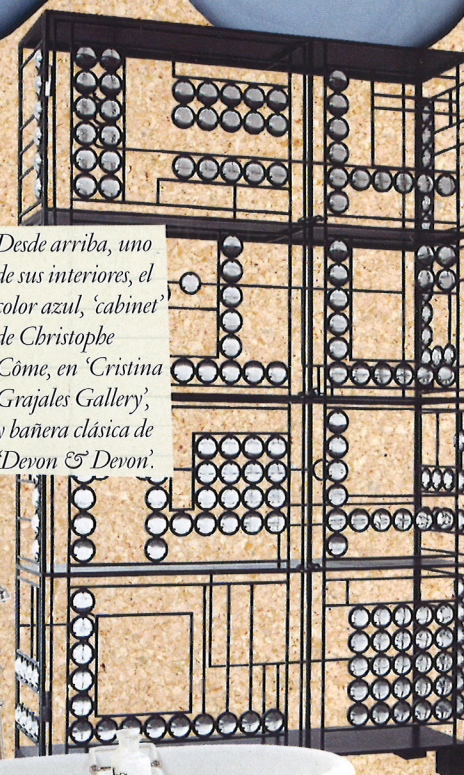 Desde arriba, uno
de sus interiores, el
color azul, ‘cabinet’
de Christophe
Côme, en ‘Cristina
Grajales Gallery’,
y bañera clásica de
‘Devon & Devon’.